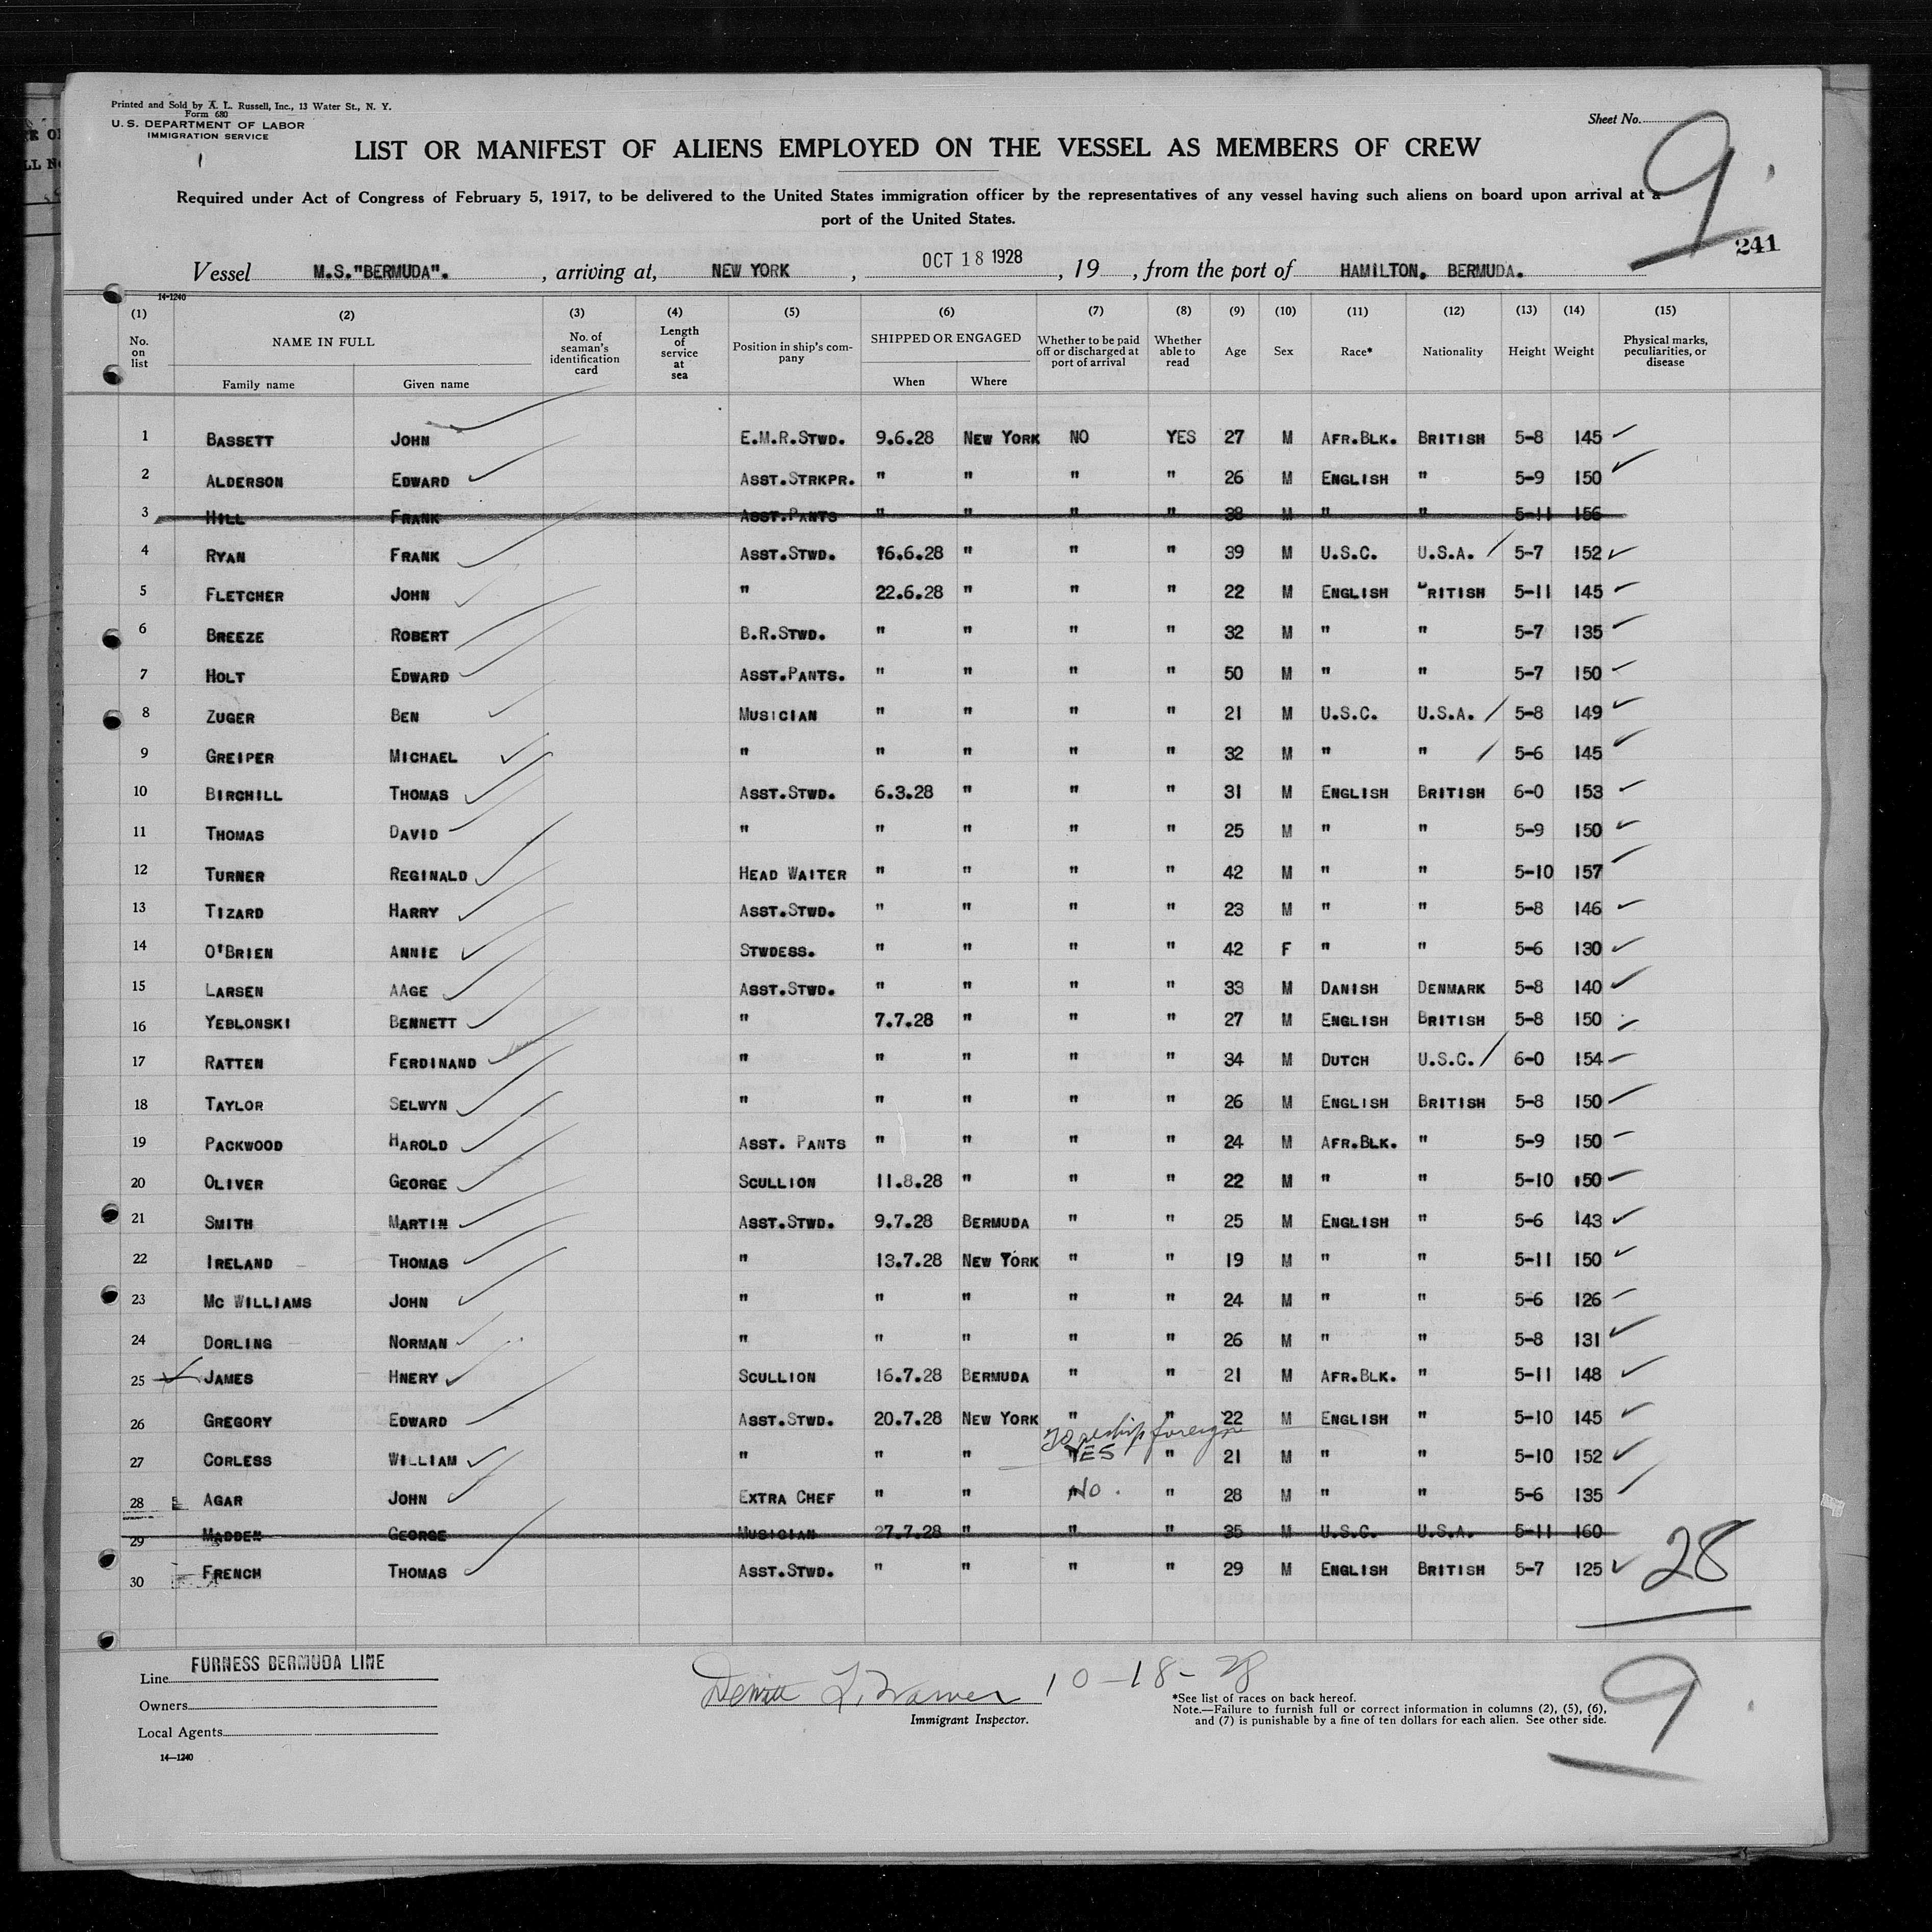 Printed and Sold by A. L. Russell, Inc., 13 Water St., N. Y.
Form 680
U. S. DEPARTMENT OF LABOR
IMMIGRATION SERVICE
Sheet No.
9
LIST OR MANIFEST OF ALIENS EMPLOYED ON THE VESSEL AS MEMBERS OF CREW
Required under Act of Congress of February 5, 1917, to be delivered to the United States immigration officer by the representatives of any vessel having such aliens on board upon arrival at a
port of the United States.
241
Vessel M.S."BERMUDA". , arriving at, NEW YORK , OCT 18 1928 , 19 , from the port of HAMILTON. BERMUDA.
14-1240
(1) (2) (3) (4) (5) (6) (7) (8) (9) (10) (11) (12) (13) (14) (15)
No. on list NAME IN FULL Family name Given name No. of seaman's identification card Length of service at sea Position in ship's company SHIPPED OR ENGAGED When Where Whether to be paid off or discharged at port of arrival Whether able to read Age Sex Race* Nationality Height Weight Physical marks, peculiarities, or disease
1 BASSETT JOHN E.M.R.STWD. 9.6.28 NEW YORK NO YES 27 M AFR.BLK. BRITISH 5-8 145
2 ALDERSON EDWARD ASST.STRKPR. " " " " 26 M ENGLISH " 5-9 150
3 HILL FRANK ASST.PANTS " " " " 38 M " " 5-11 156
4 RYAN FRANK ASST.STWD. 16.6.28 " " " 39 M U.S.C. U.S.A. 5-7 152
5 FLETCHER JOHN " 22.6.28 " " " 22 M ENGLISH BRITISH 5-11 145
6 BREEZE ROBERT B.R.STWD. " " " " 32 M " " 5-7 135
7 HOLT EDWARD ASST.PANTS. " " " " 50 M " " 5-7 150
8 ZUGER BEN MUSICIAN " " " " 21 M U.S.C. U.S.A. 5-8 149
9 GREIPER MICHAEL " " " " " 32 M " " 5-6 145
10 BIRCHILL THOMAS ASST.STWD. 6.3.28 " " " 31 M ENGLISH BRITISH 6-0 153
11 THOMAS DAVID " " " " " 25 M " " 5-9 150
12 TURNER REGINALD HEAD WAITER " " " " 42 M " " 5-10 157
13 TIZARD HARRY ASST.STWD. " " " " 23 M " " 5-8 146
14 O'BRIEN ANNIE STWDESS. " " " " 42 F " " 5-6 130
15 LARSEN AAGE ASST.STWD. " " " " 33 M DANISH DENMARK 5-8 140
16 YEBLONSKI BENNETT " 7.7.28 " " " 27 M ENGLISH BRITISH 5-8 150
17 RATTEN FERDINAND " " " " " 34 M DUTCH U.S.C. 6-0 154
18 TAYLOR SELWYN " " " " " 26 M ENGLISH BRITISH 5-8 150
19 PACKWOOD HAROLD ASST. PANTS " " " " 24 M AFR.BLK. " 5-9 150
20 OLIVER GEORGE SCULLION 11.8.28 " " " 22 M " " 5-10 150
21 SMITH MARTIN ASST.STWD. 9.7.28 BERMUDA " " 25 M ENGLISH " 5-6 143
22 IRELAND THOMAS " 13.7.28 NEW YORK " " 19 M " " 5-11 150
23 MC WILLIAMS JOHN " " " " " 24 M " " 5-6 126
24 DORLING NORMAN " " " " " 26 M " " 5-8 131
25 JAMES HNERY SCULLION 16.7.28 BERMUDA " " 21 M AFR.BLK. " 5-11 148
26 GREGORY EDWARD ASST.STWD. 20.7.28 NEW YORK " " 22 M ENGLISH " 5-10 145
To reship foreign
27 CORLESS WILLIAM " " " YES " 21 M " " 5-10 152
28 AGAR JOHN EXTRA CHEF " " No. " 28 M " " 5-6 135
29 MADDEN GEORGE MUSICIAN 27.7.28 " " " 35 M U.S.C. U.S.A. 5-11 160
30 FRENCH THOMAS ASST.STWD. " " " " 29 M ENGLISH BRITISH 5-7 125
28
Line FURNESS BERMUDA LINE
Owners
Local Agents
14—1240
10-18-28
Immigrant Inspector.
*See list of races on back hereof.
Note.—Failure to furnish full or correct information in columns (2), (5), (6),
and (7) is punishable by a fine of ten dollars for each alien. See other side.
9